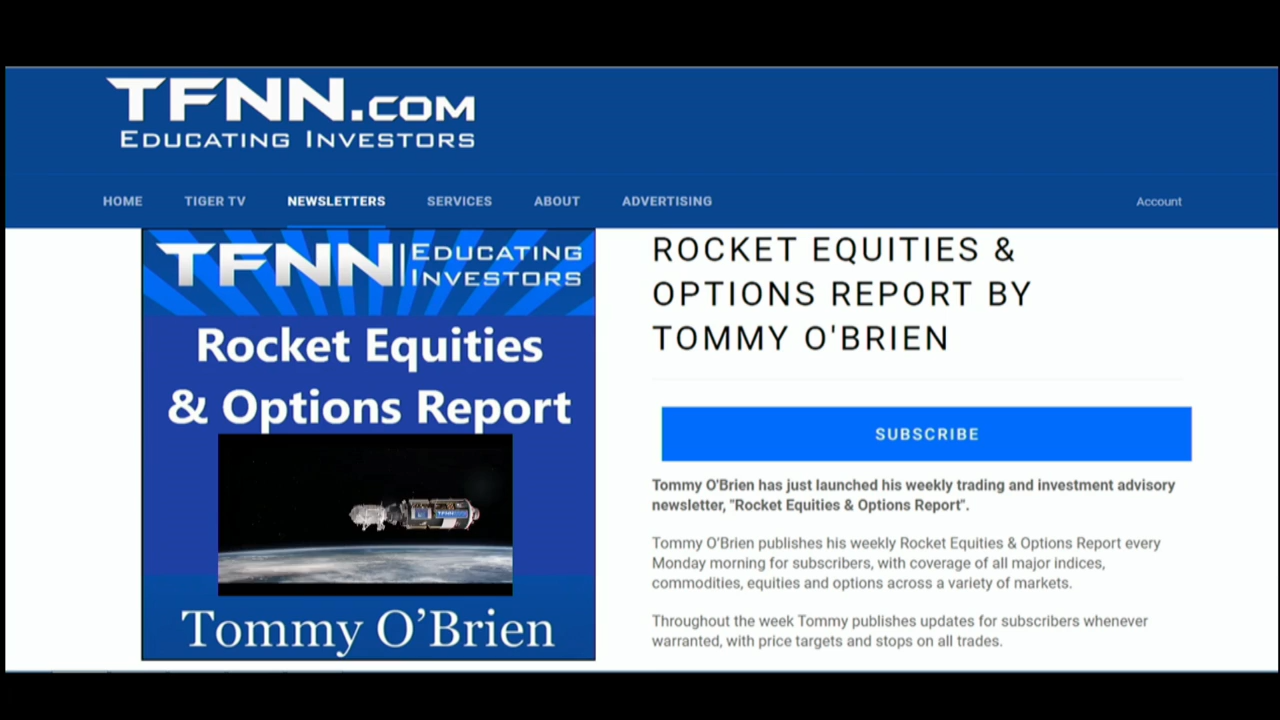 TFNN.COM
EDUCATING INVESTORS
HOME TIGER TV NEWSLETTERS SERVICES ABOUT ADVERTISING Account
TFNN EDUCATING
INVESTORS
Rocket Equities
& Options Report
TFNN
Tommy O’Brien
ROCKET EQUITIES &
OPTIONS REPORT BY
TOMMY O'BRIEN
SUBSCRIBE
Tommy O'Brien has just launched his weekly trading and investment advisory
newsletter, "Rocket Equities & Options Report".
Tommy O’Brien publishes his weekly Rocket Equities & Options Report every
Monday morning for subscribers, with coverage of all major indices,
commodities, equities and options across a variety of markets.
Throughout the week Tommy publishes updates for subscribers whenever
warranted, with price targets and stops on all trades.